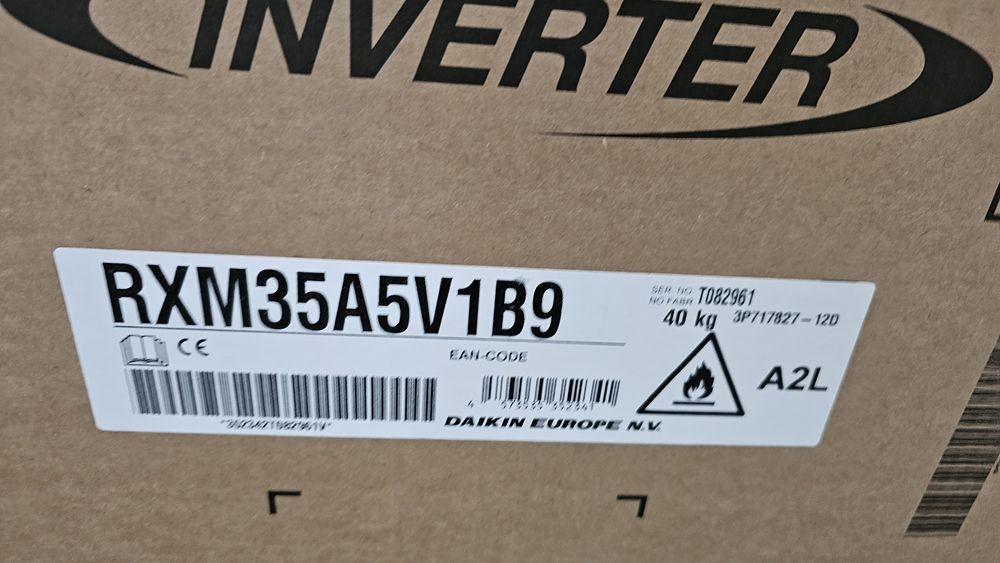 INVERTER
RXM35A5V1B9
SER. NO. T082961
NO FABR.
40 kg 3P717827-12D
CE
EAN-CODE
A2L
DAIKIN EUROPE N.V.